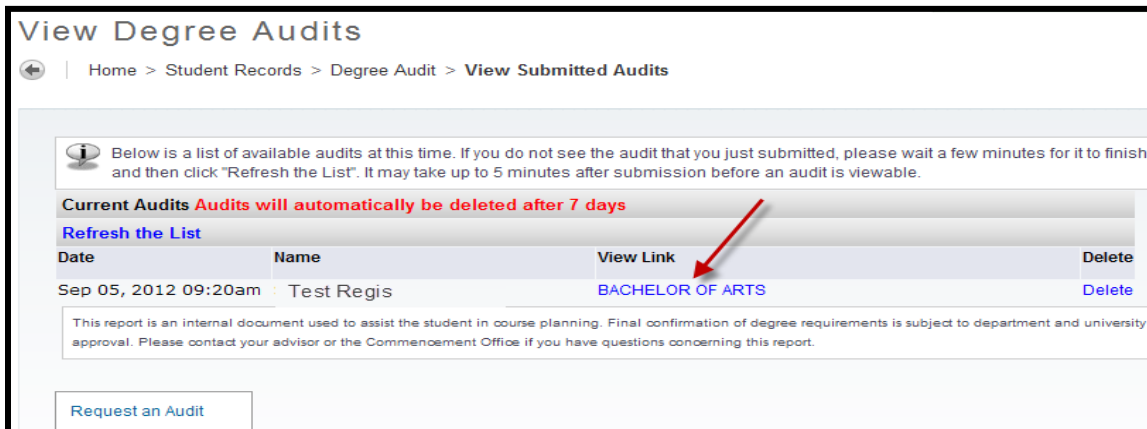 View Degree Audits
Home > Student Records > Degree Audit > View Submitted Audits
Below is a list of available audits at this time. If you do not see the audit that you just submitted, please wait a few minutes for it to finish
and then click "Refresh the List". It may take up to 5 minutes after submission before an audit is viewable.
Current Audits Audits will automatically be deleted after 7 days
Refresh the List
Date Name View Link Delete
Sep 05, 2012 09:20am Test Regis BACHELOR OF ARTS Delete
This report is an internal document used to assist the student in course planning. Final confirmation of degree requirements is subject to department and university
approval. Please contact your advisor or the Commencement Office if you have questions concerning this report.
Request an Audit